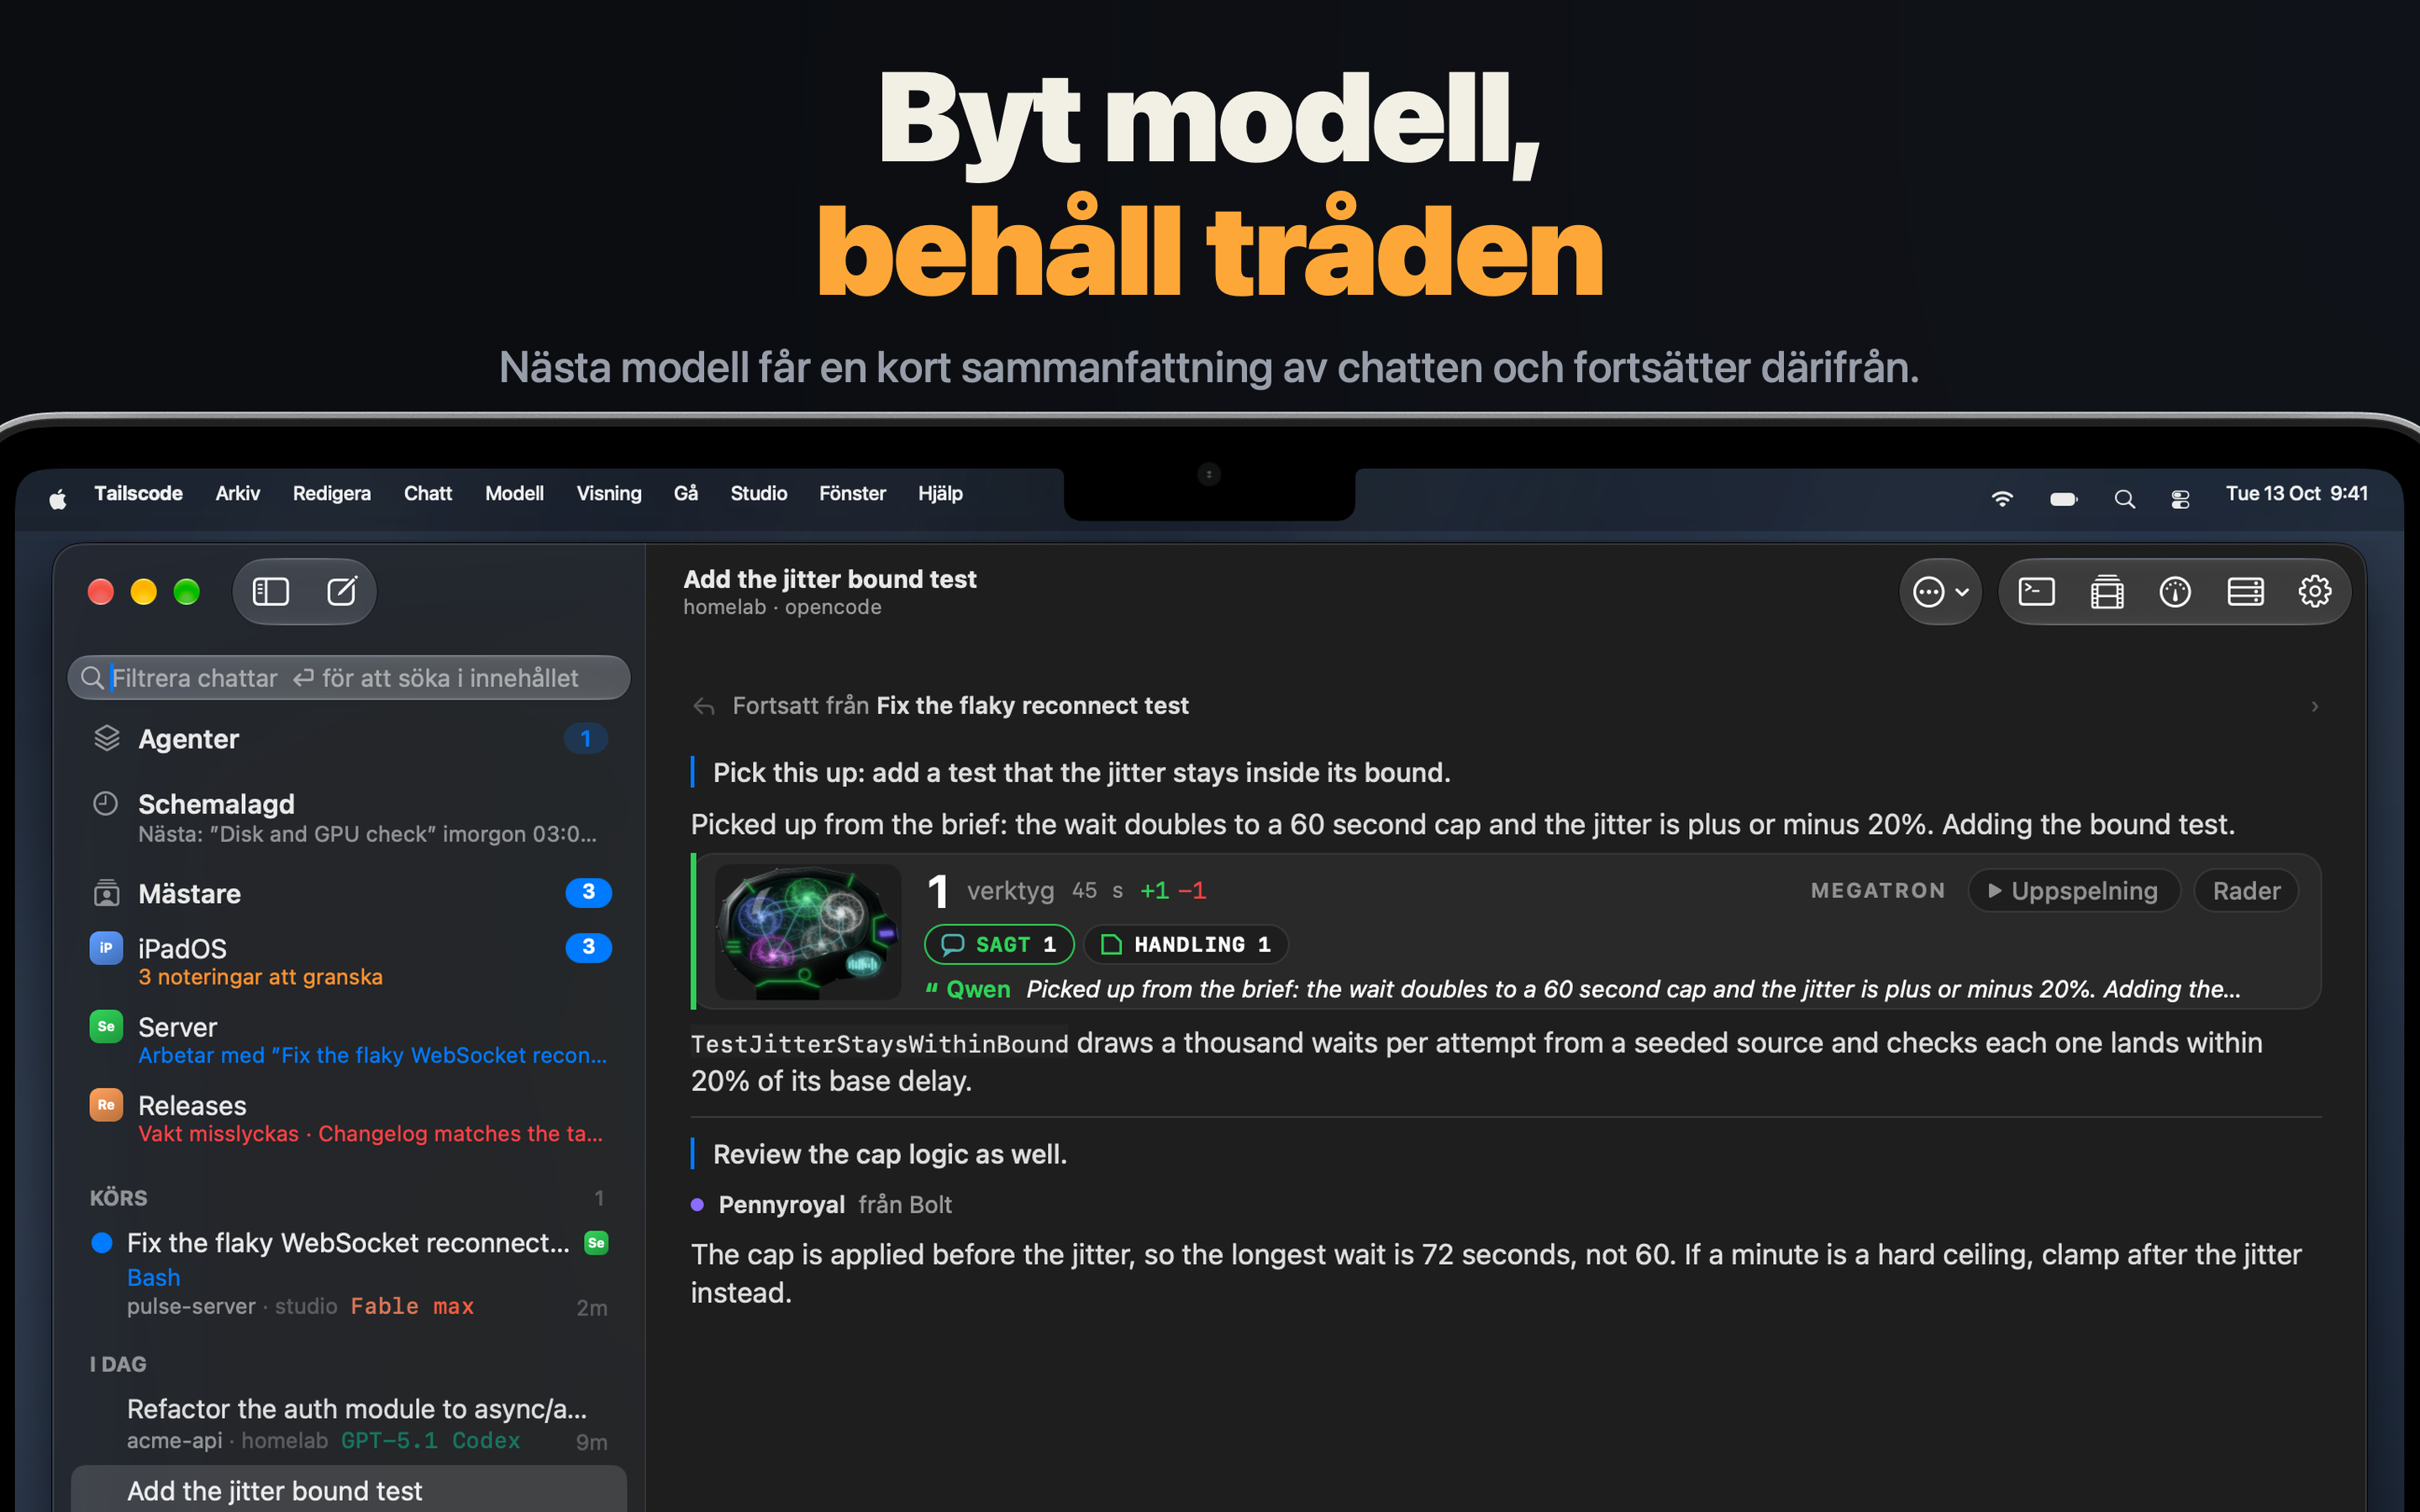 Byt modell,
behåll tråden
Nästa modell får en kort sammanfattning av chatten och fortsätter därifrån.
Tailscode Arkiv Redigera Chatt Modell Visning Gå Studio Fönster Hjälp
Tue 13 Oct 9:41
Add the jitter bound test
homelab · opencode
Filtrera chattar ⏎ för att söka i innehållet
Agenter 1
Schemalagd
Nästa: "Disk and GPU check" imorgon 03:0...
Mästare 3
iP iPadOS 3
3 noteringar att granska
Se Server
Arbetar med "Fix the flaky WebSocket recon...
Re Releases
Vakt misslyckas · Changelog matches the ta...
KÖRS 1
Fix the flaky WebSocket reconnect... Se
Bash
pulse-server · studio Fable max 2m
I DAG
Refactor the auth module to async/a...
acme-api · homelab GPT-5.1 Codex 9m
Add the jitter bound test
Fortsatt från Fix the flaky reconnect test
Pick this up: add a test that the jitter stays inside its bound.
Picked up from the brief: the wait doubles to a 60 second cap and the jitter is plus or minus 20%. Adding the bound test.
1 verktyg 45 s +1 −1 MEGATRON Uppspelning Rader
SAGT 1 HANDLING 1
" Qwen Picked up from the brief: the wait doubles to a 60 second cap and the jitter is plus or minus 20%. Adding the...
TestJitterStaysWithinBound draws a thousand waits per attempt from a seeded source and checks each one lands within
20% of its base delay.
Review the cap logic as well.
Pennyroyal från Bolt
The cap is applied before the jitter, so the longest wait is 72 seconds, not 60. If a minute is a hard ceiling, clamp after the jitter
instead.